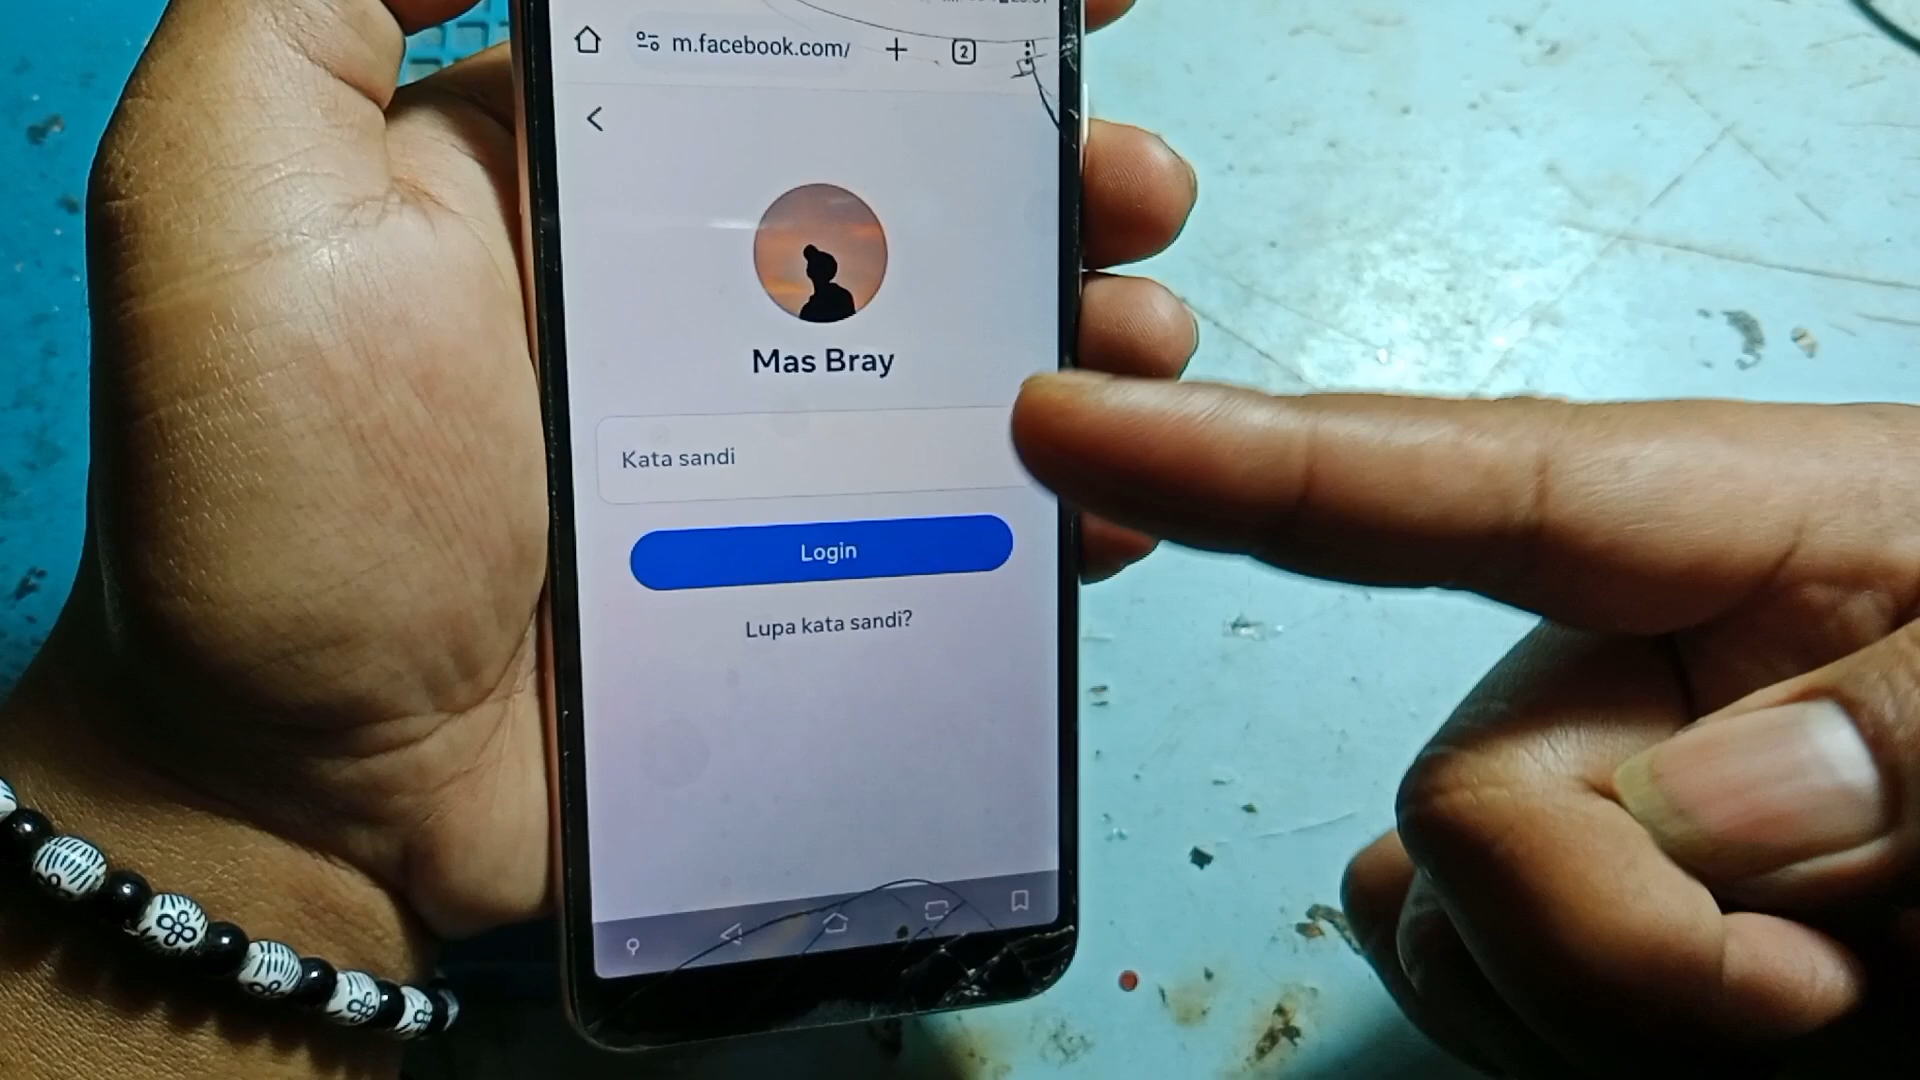 m.facebook.com/
2
Mas Bray
Kata sandi
Login
Lupa kata sandi?